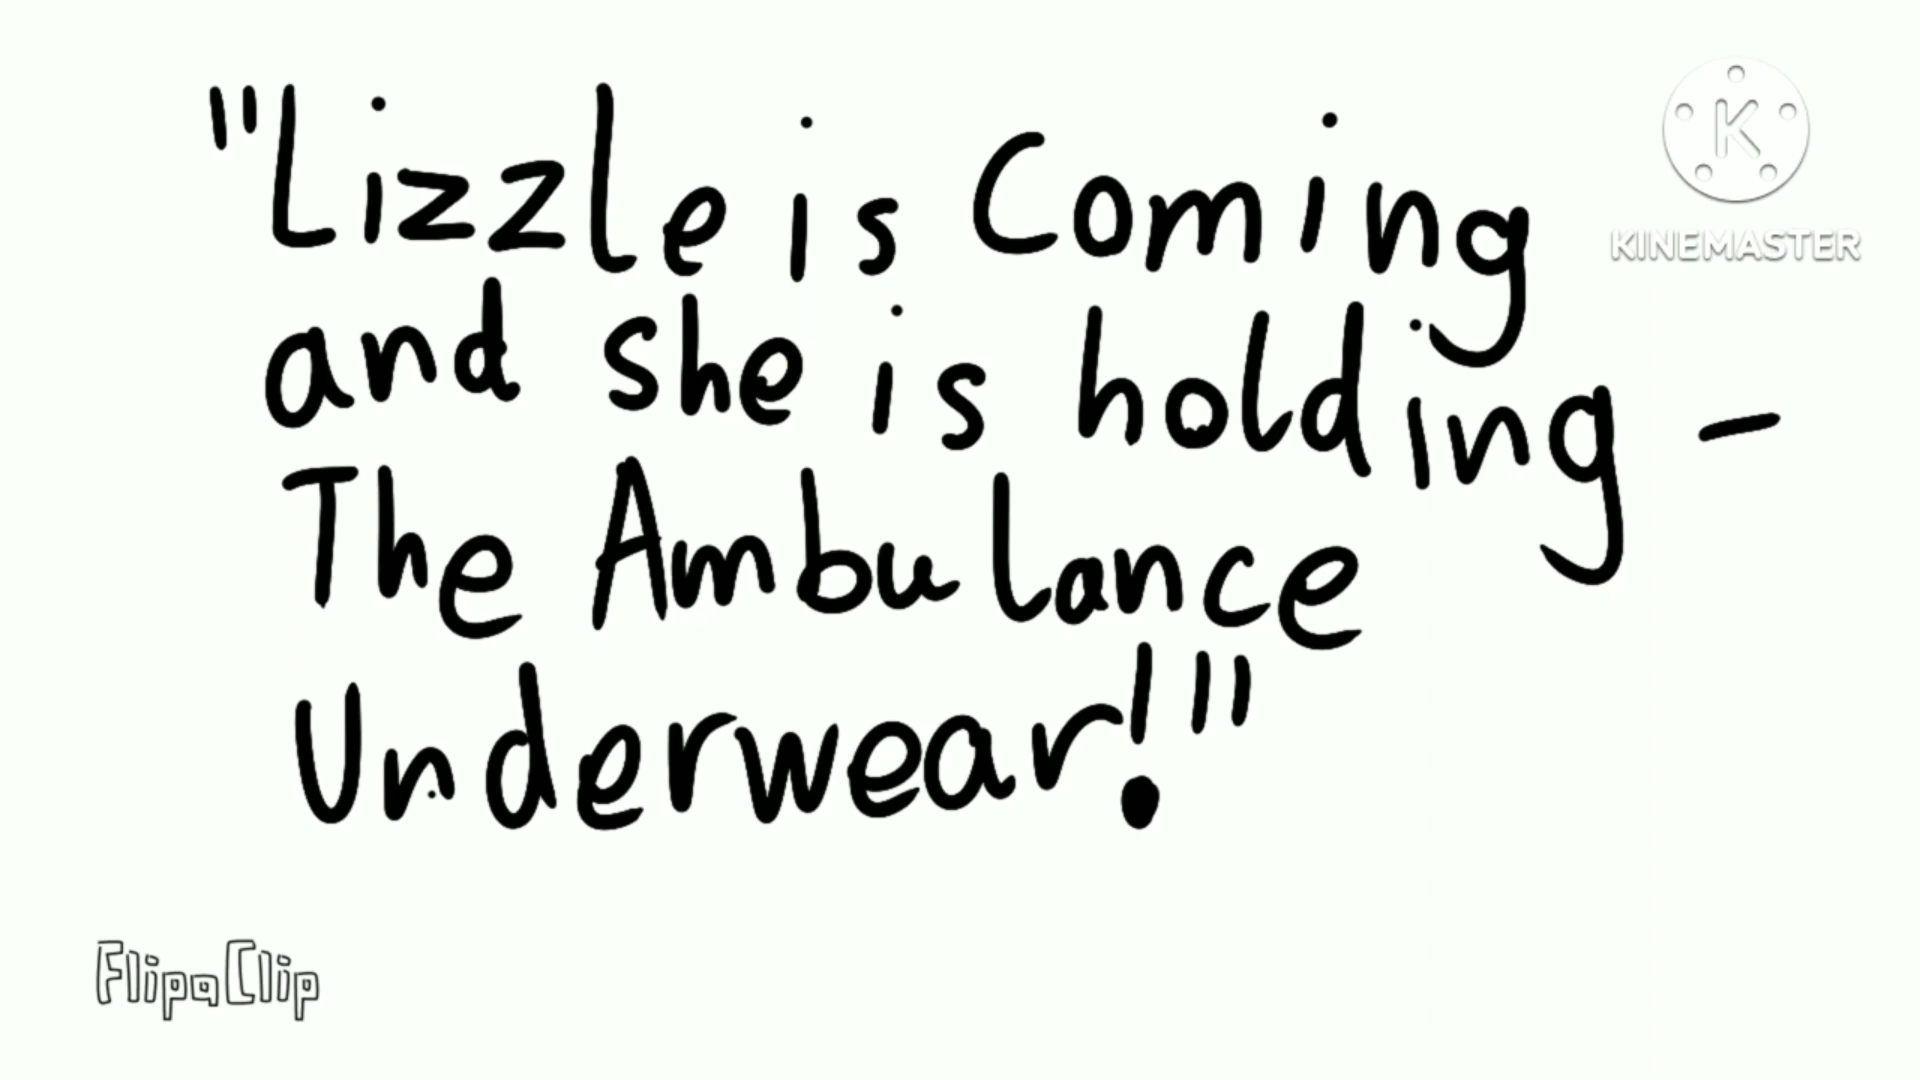 "Lizzle is Coming
and she is holding -
The Ambulance
Underwear!"
KINEMASTER
FlipaClip